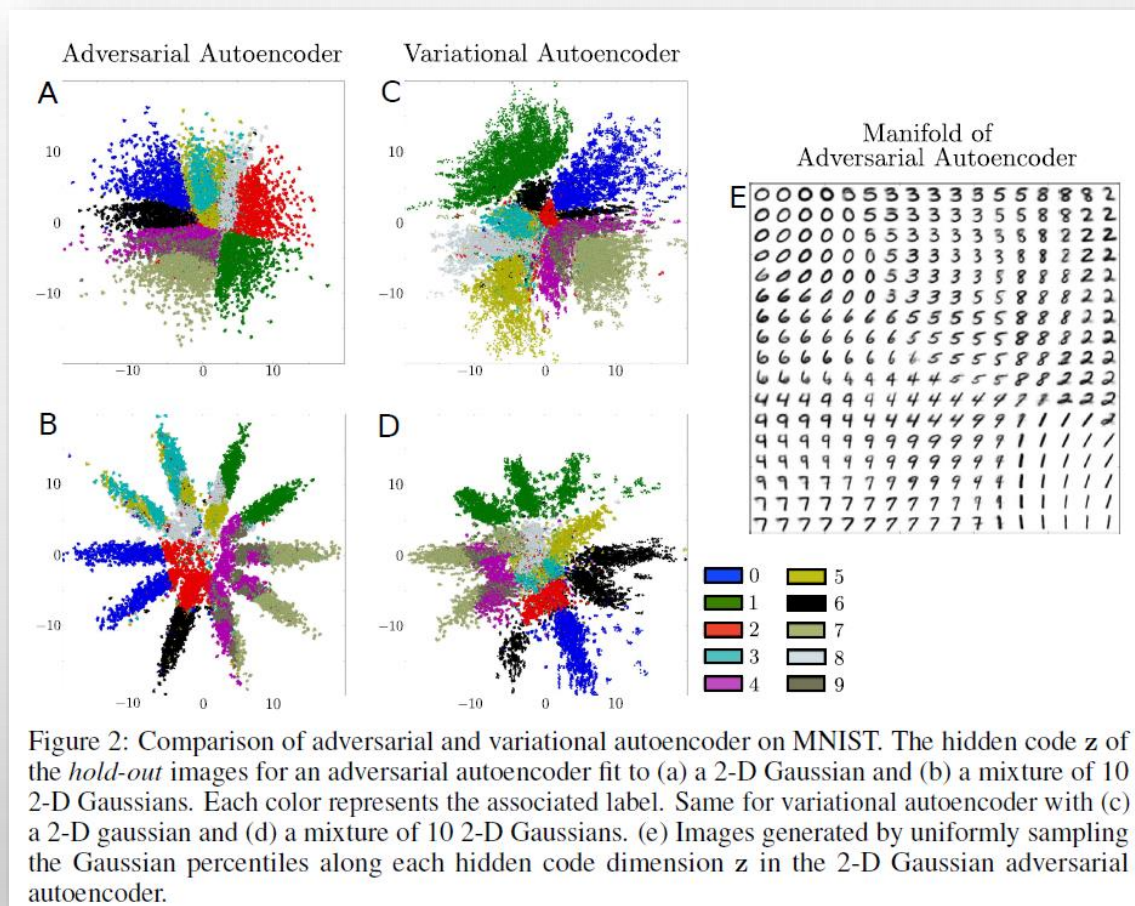 Adversarial Autoencoder
Variational Autoencoder
A
10
0
−10
−10 0 10
C
10
0
−10
−10 0 10
B
10
0
−10
−10 0 10
D
10
0
−10
−10 0 10
Manifold of
Adversarial Autoencoder
E
0 5
1 6
2 7
3 8
4 9
Figure 2: Comparison of adversarial and variational autoencoder on MNIST. The hidden code z of
the hold-out images for an adversarial autoencoder fit to (a) a 2-D Gaussian and (b) a mixture of 10
2-D Gaussians. Each color represents the associated label. Same for variational autoencoder with (c)
a 2-D gaussian and (d) a mixture of 10 2-D Gaussians. (e) Images generated by uniformly sampling
the Gaussian percentiles along each hidden code dimension z in the 2-D Gaussian adversarial
autoencoder.